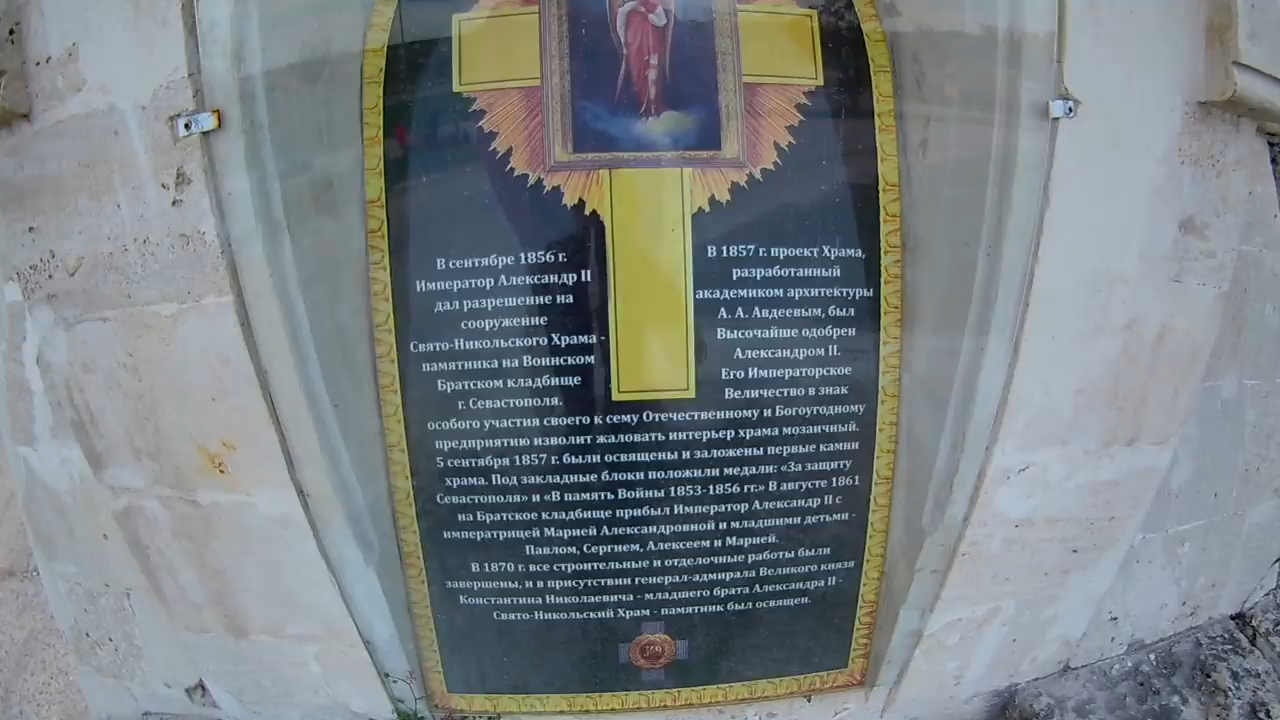 В сентябре 1856 г.
Император Александр II
дал разрешение на
сооружение
Свято-Никольского Храма -
памятника на Воинском
Братском кладбище
г. Севастополя.
В 1857 г. проект Храма,
разработанный
академиком архитектуры
А. А. Авдеевым, был
Высочайше одобрен
Александром II.
Его Императорское
Величество в знак
особого участия своего к сему Отечественному и Богоугодному
предприятию изволит жаловать интерьер храма мозаичный.
5 сентября 1857 г. были освящены и заложены первые камни
храма. Под закладные блоки положили медали: «За защиту
Севастополя» и «В память Войны 1853-1856 гг.» В августе 1861
на Братское кладбище прибыл Император Александр II с
императрицей Марией Александровной и младшими детьми -
Павлом, Сергием, Алексеем и Марией.
В 1870 г. все строительные и отделочные работы были
завершены, и в присутствии генерал-адмирала Великого князя
Константина Николаевича - младшего брата Александра II -
Свято-Никольский Храм - памятник был освящен.
349